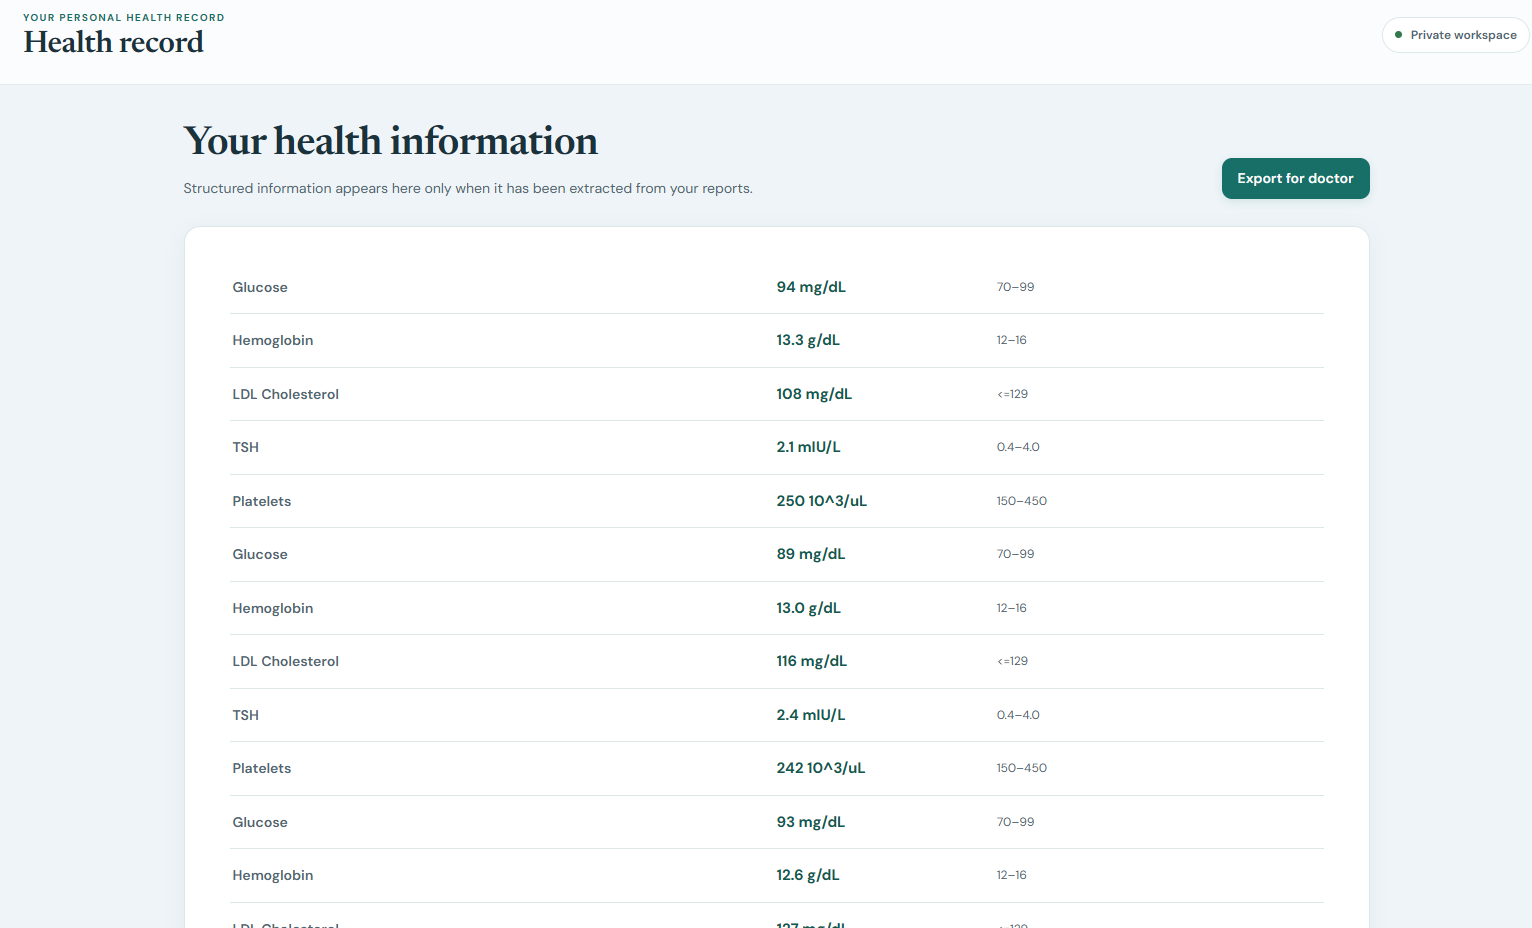 YOUR PERSONAL HEALTH RECORD
Health record
Private workspace
Your health information
Structured information appears here only when it has been extracted from your reports.
Export for doctor
Glucose 94 mg/dL 70–99
Hemoglobin 13.3 g/dL 12–16
LDL Cholesterol 108 mg/dL <=129
TSH 2.1 mIU/L 0.4–4.0
Platelets 250 10^3/uL 150–450
Glucose 89 mg/dL 70–99
Hemoglobin 13.0 g/dL 12–16
LDL Cholesterol 116 mg/dL <=129
TSH 2.4 mIU/L 0.4–4.0
Platelets 242 10^3/uL 150–450
Glucose 93 mg/dL 70–99
Hemoglobin 12.6 g/dL 12–16
LDL Cholesterol mg/dL <=129